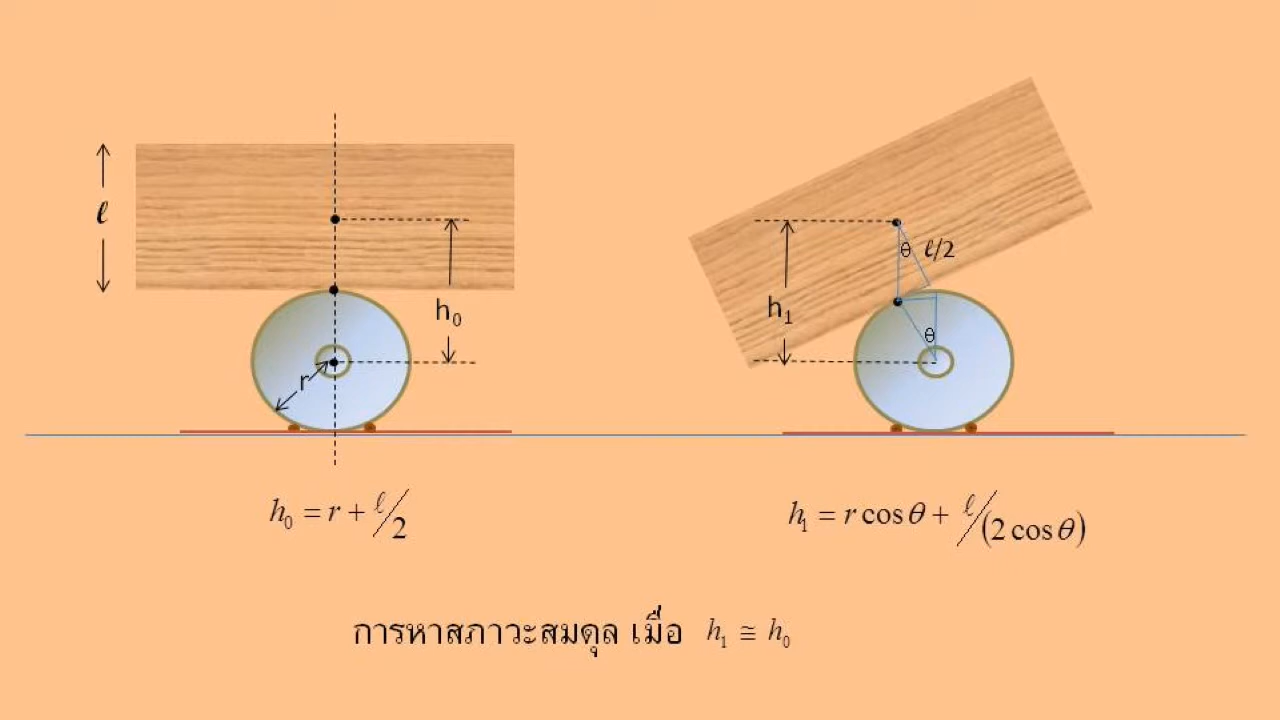 ℓ
h₀
r
θ ℓ/2
h₁
θ
h₀ = r + ℓ/2
h₁ = r cos θ + ℓ/(2 cos θ)
การหาสภาวะสมดุล เมื่อ h₁ ≅ h₀